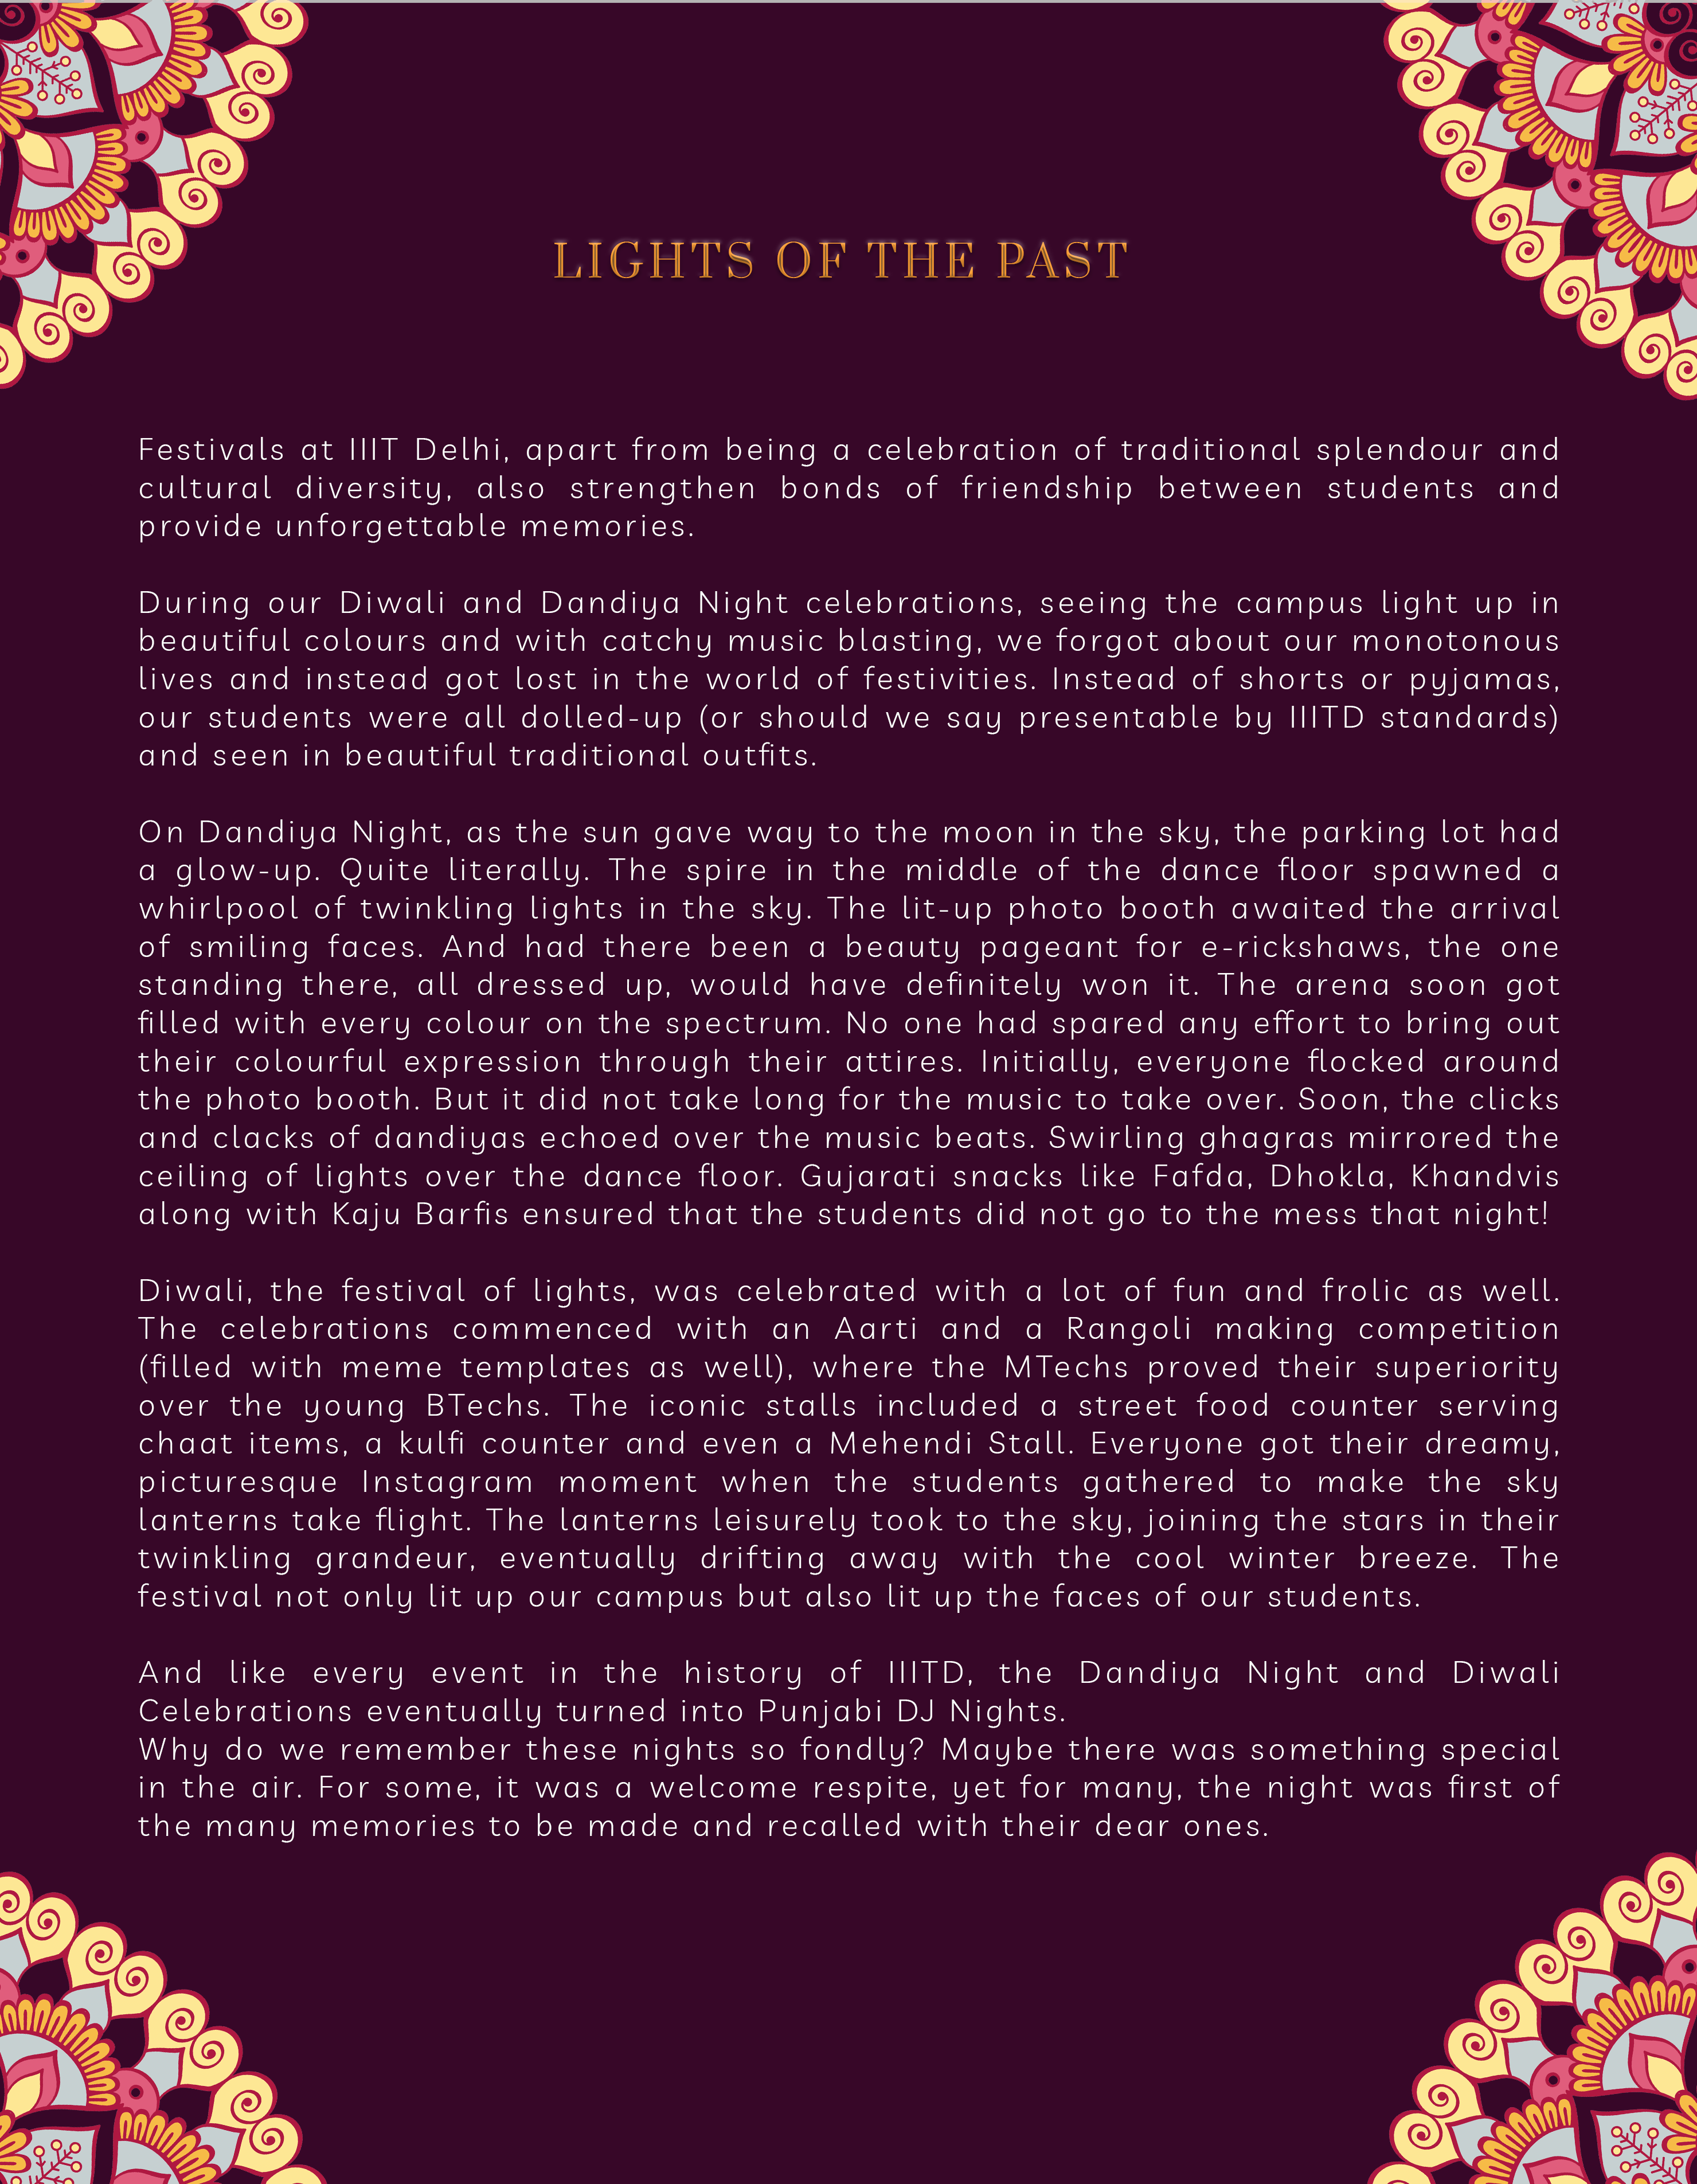 LIGHTS OF THE PAST
Festivals at IIIT Delhi, apart from being a celebration of traditional splendour and
cultural diversity, also strengthen bonds of friendship between students and
provide unforgettable memories.
During our Diwali and Dandiya Night celebrations, seeing the campus light up in
beautiful colours and with catchy music blasting, we forgot about our monotonous
lives and instead got lost in the world of festivities. Instead of shorts or pyjamas,
our students were all dolled-up (or should we say presentable by IIITD standards)
and seen in beautiful traditional outfits.
On Dandiya Night, as the sun gave way to the moon in the sky, the parking lot had
a glow-up. Quite literally. The spire in the middle of the dance floor spawned a
whirlpool of twinkling lights in the sky. The lit-up photo booth awaited the arrival
of smiling faces. And had there been a beauty pageant for e-rickshaws, the one
standing there, all dressed up, would have definitely won it. The arena soon got
filled with every colour on the spectrum. No one had spared any effort to bring out
their colourful expression through their attires. Initially, everyone flocked around
the photo booth. But it did not take long for the music to take over. Soon, the clicks
and clacks of dandiyas echoed over the music beats. Swirling ghagras mirrored the
ceiling of lights over the dance floor. Gujarati snacks like Fafda, Dhokla, Khandvis
along with Kaju Barfis ensured that the students did not go to the mess that night!
Diwali, the festival of lights, was celebrated with a lot of fun and frolic as well.
The celebrations commenced with an Aarti and a Rangoli making competition
(filled with meme templates as well), where the MTechs proved their superiority
over the young BTechs. The iconic stalls included a street food counter serving
chaat items, a kulfi counter and even a Mehendi Stall. Everyone got their dreamy,
picturesque Instagram moment when the students gathered to make the sky
lanterns take flight. The lanterns leisurely took to the sky, joining the stars in their
twinkling grandeur, eventually drifting away with the cool winter breeze. The
festival not only lit up our campus but also lit up the faces of our students.
And like every event in the history of IIITD, the Dandiya Night and Diwali
Celebrations eventually turned into Punjabi DJ Nights.
Why do we remember these nights so fondly? Maybe there was something special
in the air. For some, it was a welcome respite, yet for many, the night was first of
the many memories to be made and recalled with their dear ones.